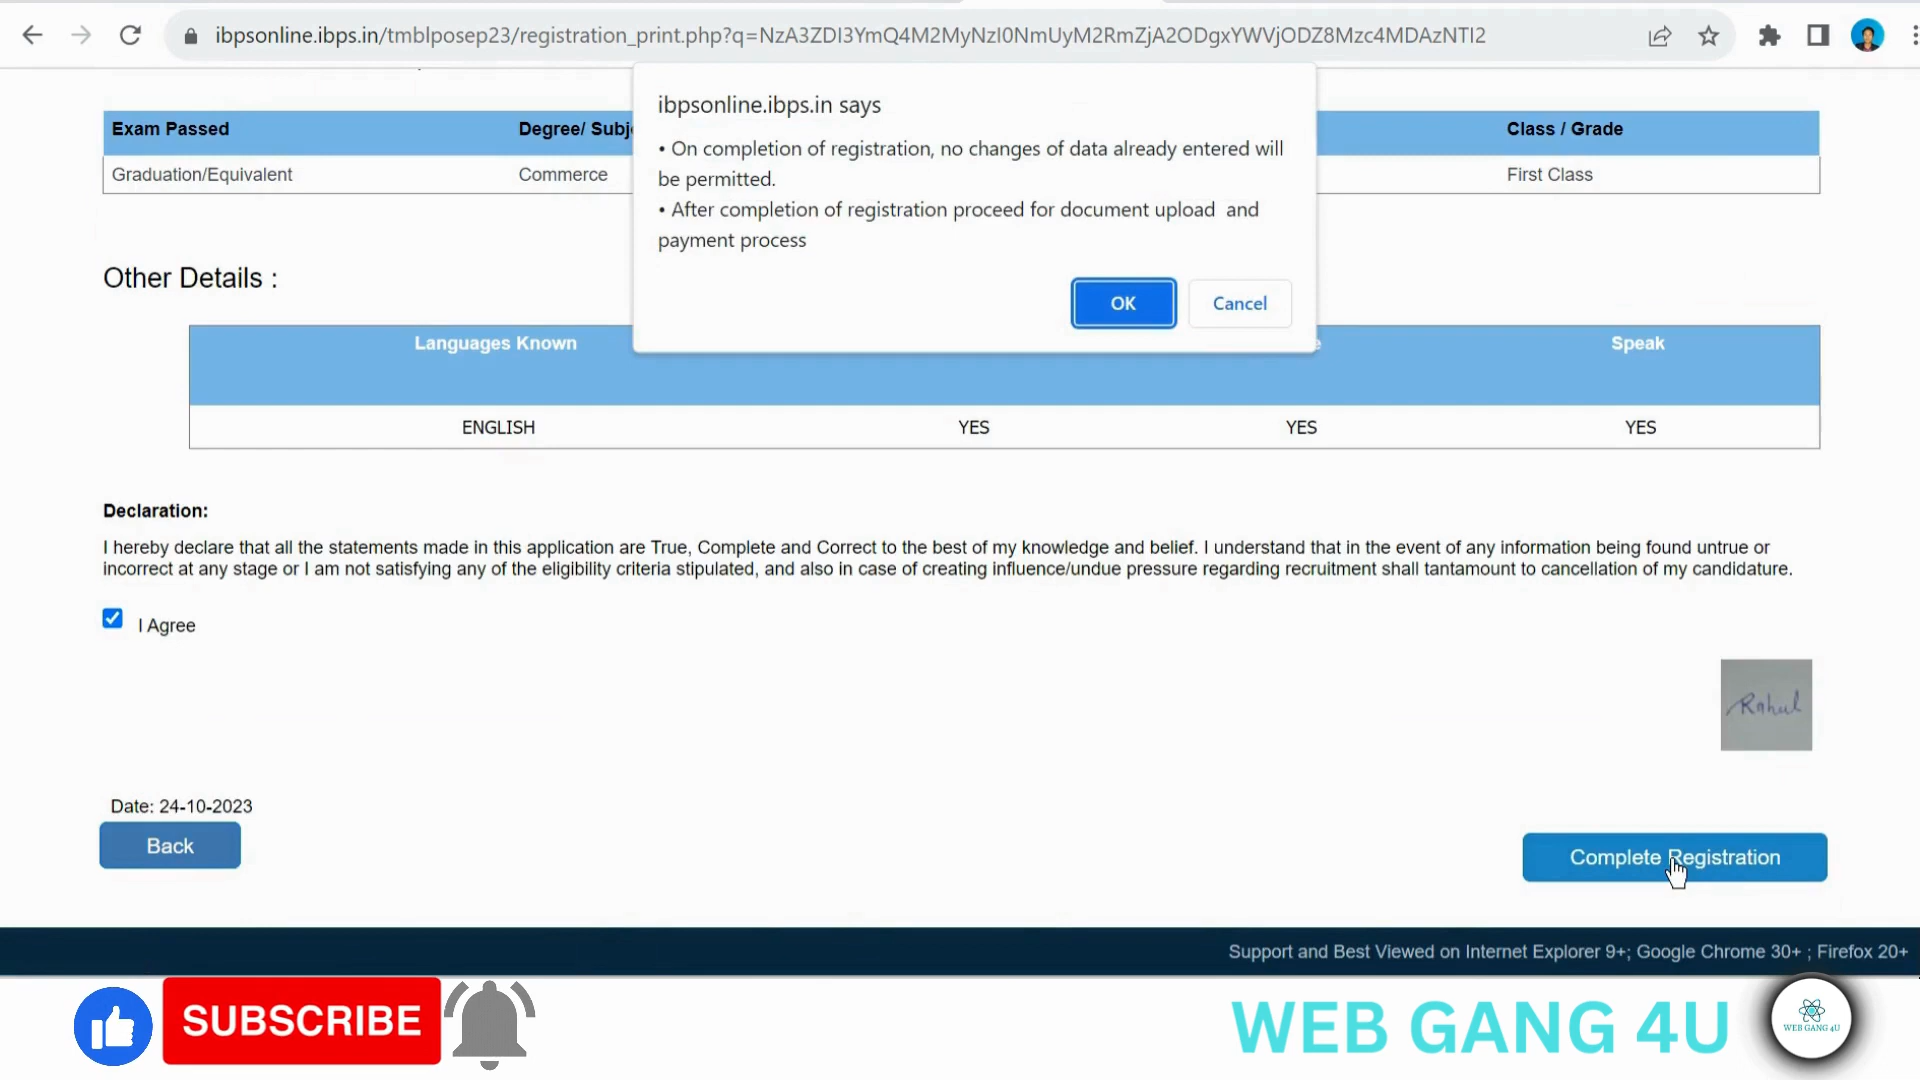 ibpsonline.ibps.in/tmblposep23/registration_print.php?q=NzA3ZDI3YmQ4M2MyNzI0NmUyM2RmZjA2ODgxYWVjODZ8Mzc4MDAzNTI2
ibpsonline.ibps.in says
• On completion of registration, no changes of data already entered will
be permitted.
• After completion of registration proceed for document upload and
payment process
OK Cancel
Exam Passed Degree/ Class / Grade
Graduation/Equivalent Commerce First Class
Other Details :
Languages Known Speak
ENGLISH YES YES YES
Declaration:
I hereby declare that all the statements made in this application are True, Complete and Correct to the best of my knowledge and belief. I understand that in the event of any information being found untrue or
incorrect at any stage or I am not satisfying any of the eligibility criteria stipulated, and also in case of creating influence/undue pressure regarding recruitment shall tantamount to cancellation of my candidature.
I Agree
Rahul
Date: 24-10-2023
Back
Complete Registration
Support and Best Viewed on Internet Explorer 9+; Google Chrome 30+ ; Firefox 20+
SUBSCRIBE
WEB GANG 4U
WEB GANG 4U